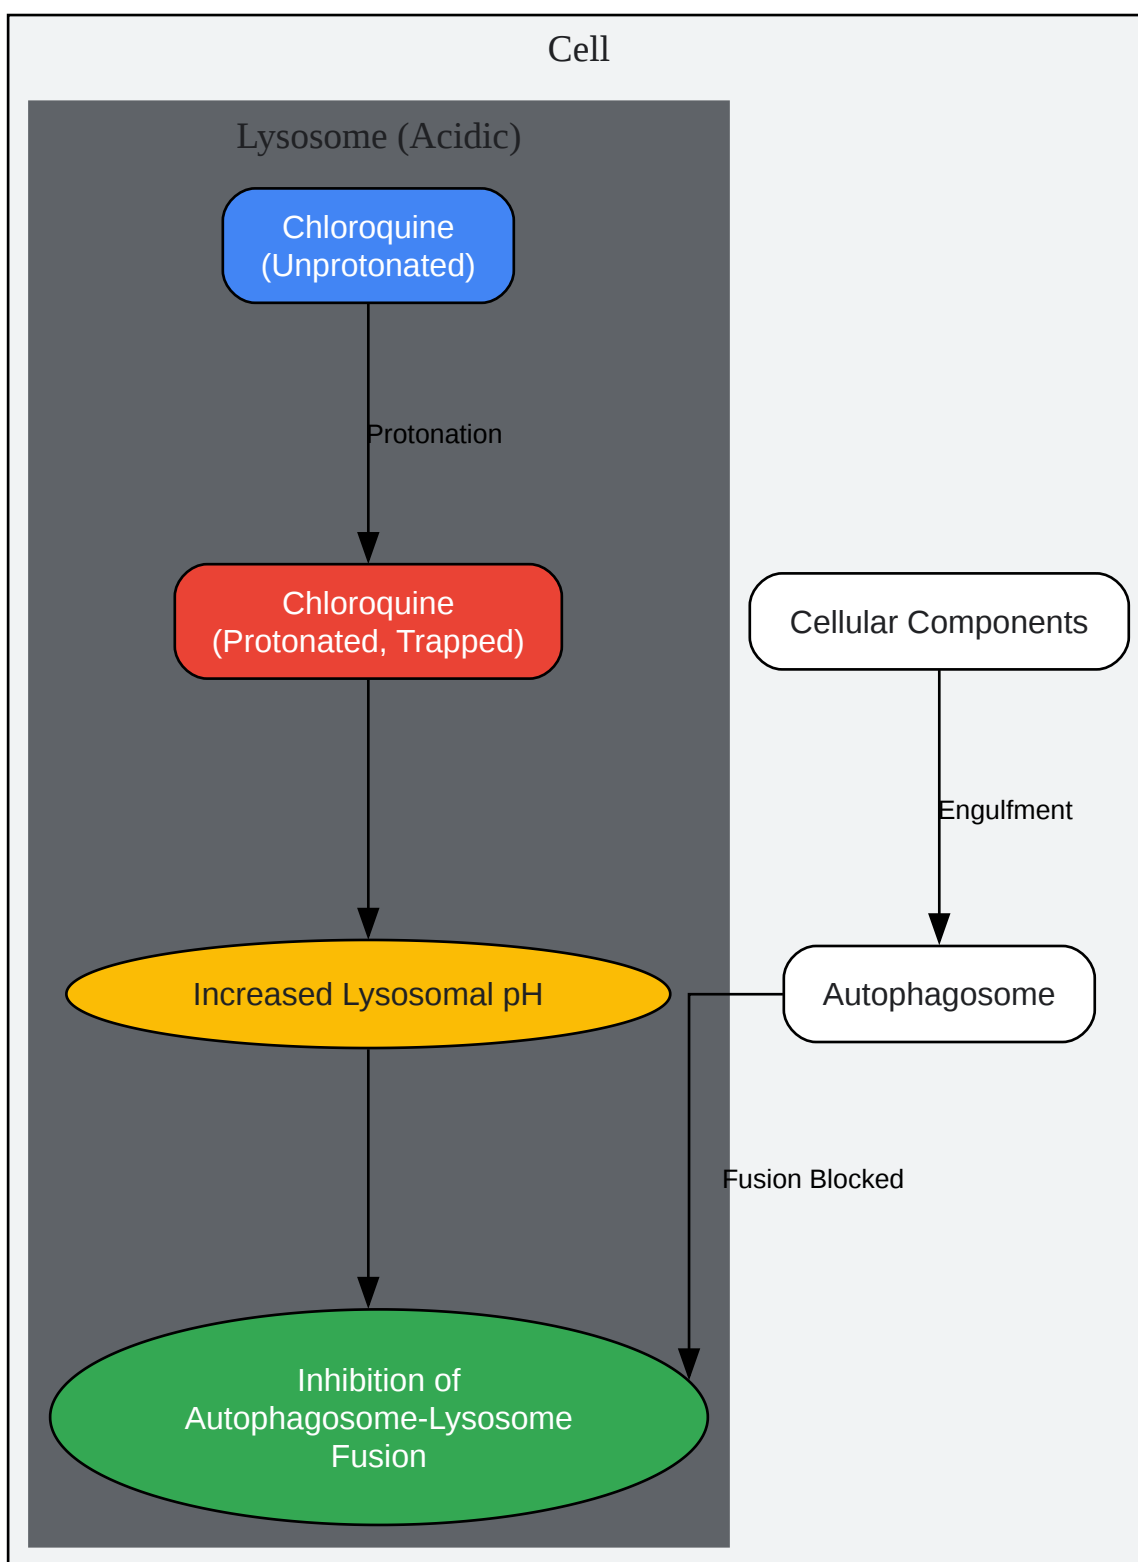 Cell
Lysosome (Acidic)
Chloroquine
(Unprotonated)
Protonation
Chloroquine
(Protonated, Trapped)
Cellular Components
Engulfment
Increased Lysosomal pH
Autophagosome
Fusion Blocked
Inhibition of
Autophagosome-Lysosome
Fusion